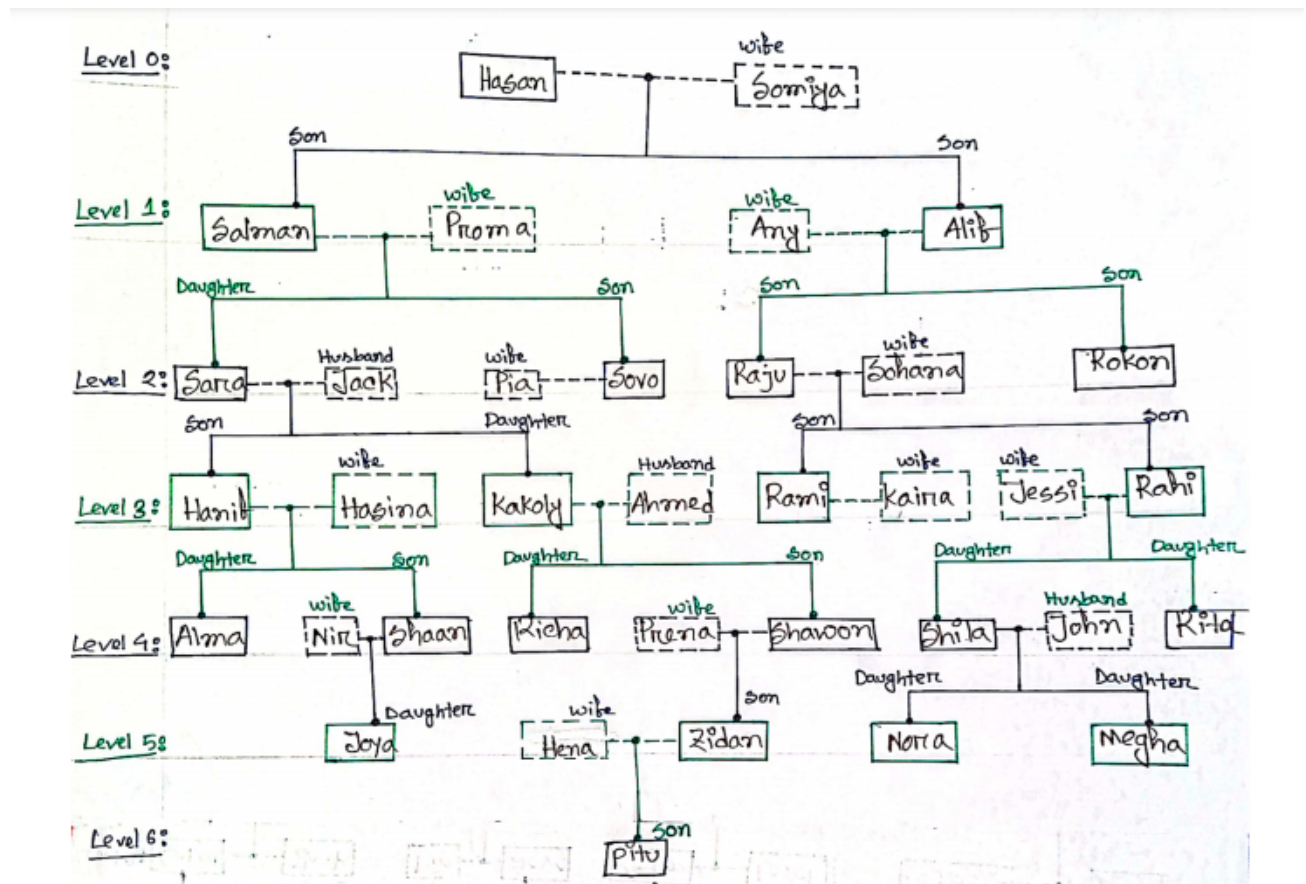 Level 0:
Hasan
wife
Somiya
Son
Son
Level 1:
Salman
wife
Proma
wife
Any
Alif
Daughter
Son
Son
Son
Level 2:
Sara
Husband
Jack
wife
Pia
Sovo
Raju
wife
Sohana
Rokon
Son
Daughter
Son
Son
Level 3:
Hanif
wife
Hasina
Kakoly
Husband
Ahmed
Rami
wife
Kaira
wife
Jessi
Rahi
Daughter
Son
Daughter
Son
Daughter
Daughter
Level 4:
Alma
wife
Nir
Shaan
Richa
wife
Prena
Shavoon
Shila
Husband
John
Rita
Daughter
Son
Daughter
Daughter
Level 5:
Joya
wife
Hena
Zidan
Nora
Megha
Level 6:
Son
Pitu